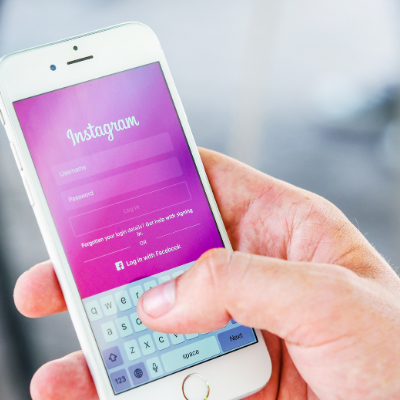 Instagram
Username
Password
Log in
Forgotten your login details? Get help with signing
in.
OR
Log in with Facebook
q w e r
a s d
z x c
123 space Next